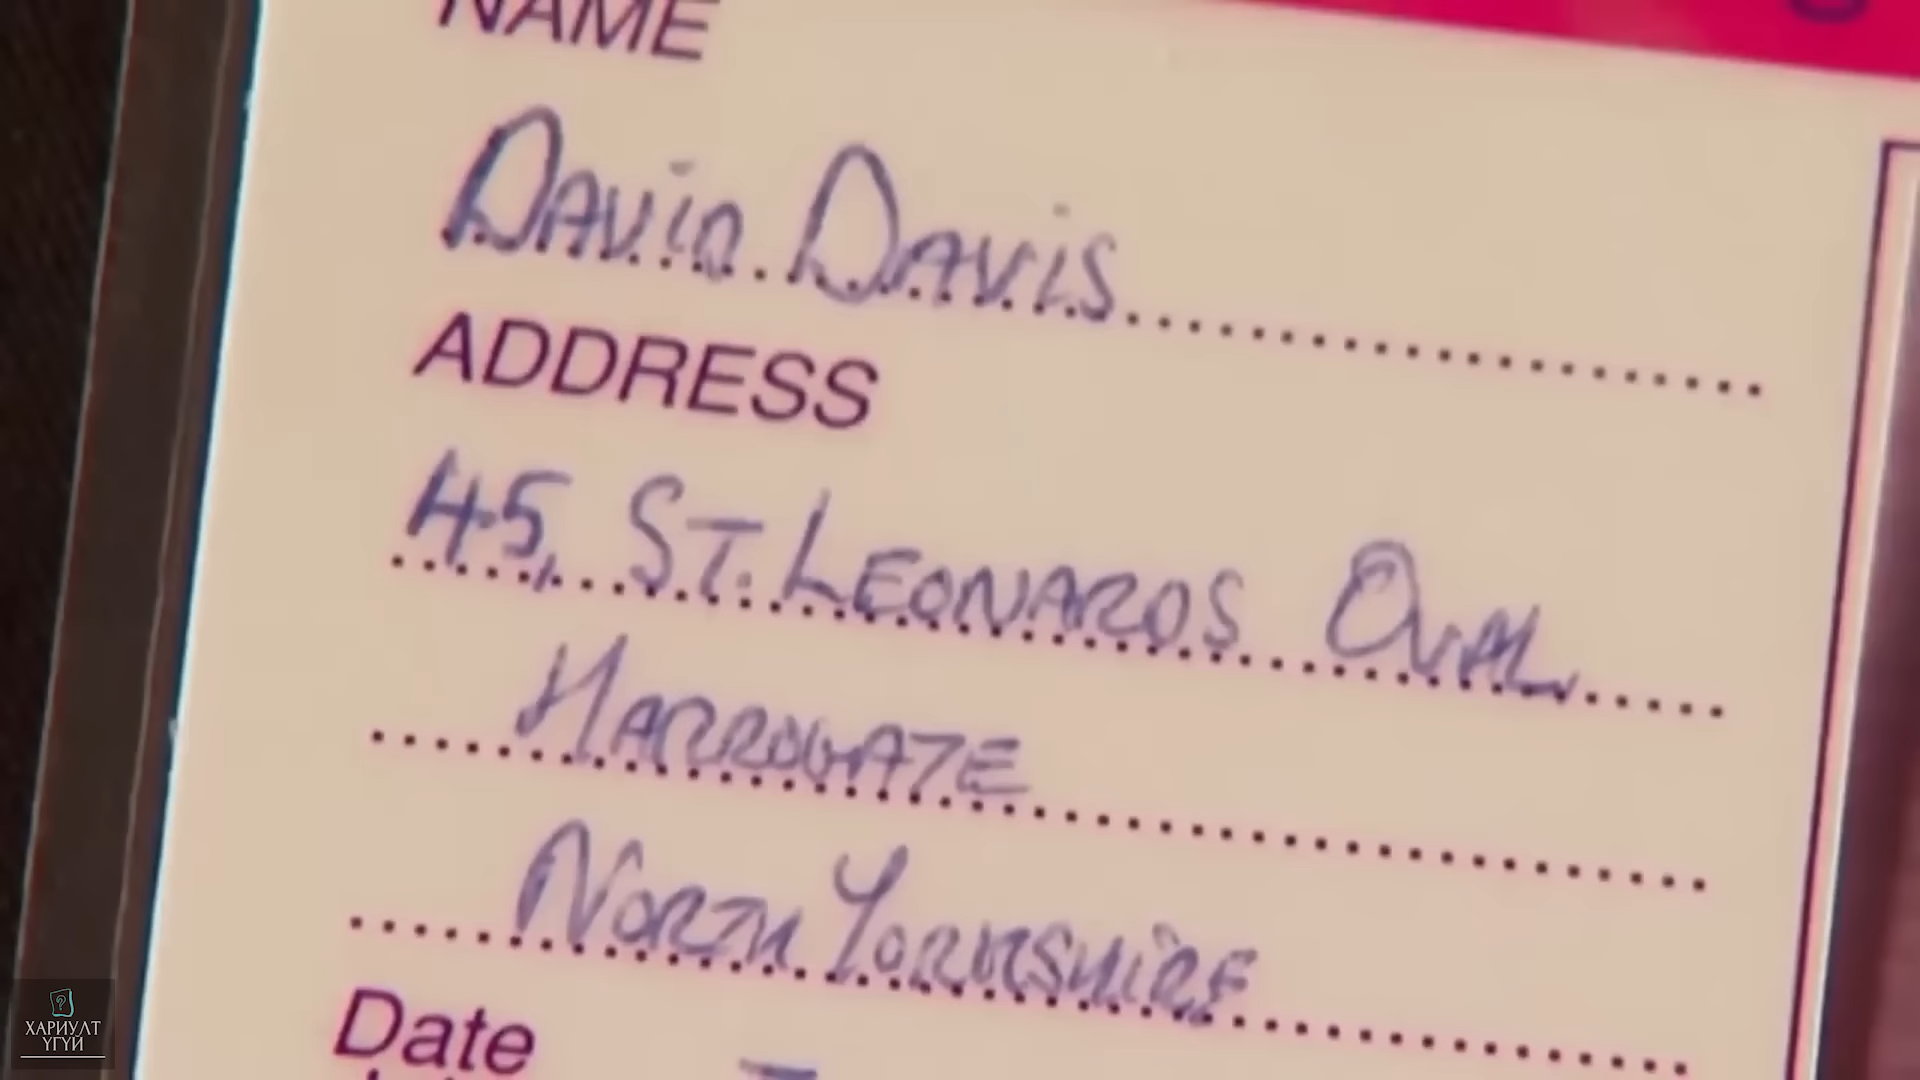 NAME
DAViD DAViS
ADDRESS
45, ST. LEONARDS OVAL
HARROGATE
NORTH YORKSHiRE
Date
ХАРИУЛТ
ҮГҮЙ